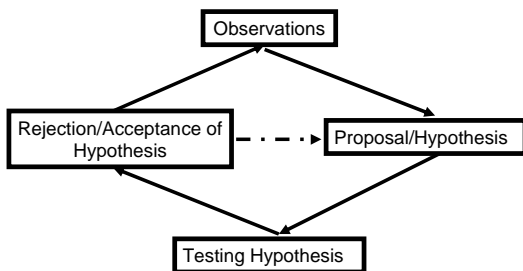 Observations
Rejection/Acceptance of
Hypothesis
Proposal/Hypothesis
Testing Hypothesis